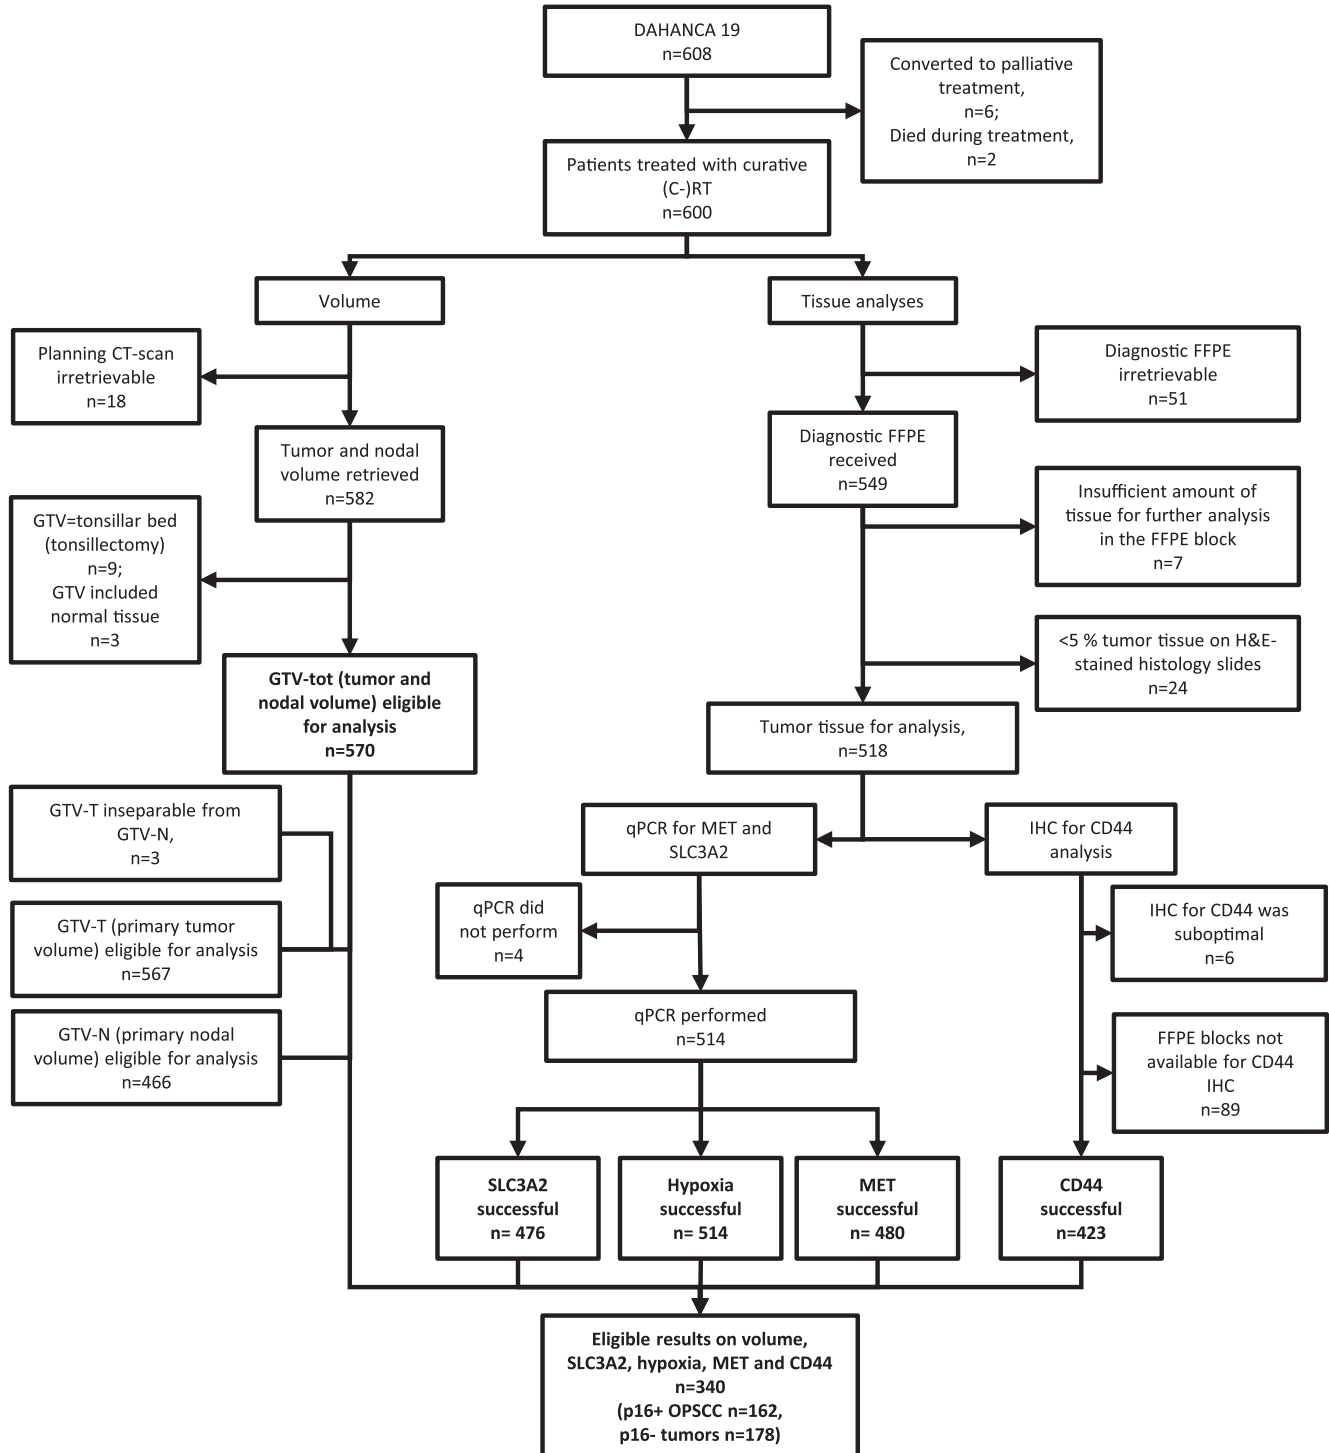 DAHANCA 19
n=608
Converted to palliative
treatment,
n=6;
Died during treatment,
n=2
Patients treated with curative
(C-)RT
n=600
Volume
Tissue analyses
Planning CT-scan
irretrievable
n=18
Diagnostic FFPE
irretrievable
n=51
Tumor and nodal
volume retrieved
n=582
Diagnostic FFPE
received
n=549
GTV=tonsillar bed
(tonsillectomy)
n=9;
GTV included
normal tissue
n=3
Insufficient amount of
tissue for further analysis
in the FFPE block
n=7
<5 % tumor tissue on H&E-
stained histology slides
n=24
GTV-tot (tumor and
nodal volume) eligible
for analysis
n=570
Tumor tissue for analysis,
n=518
GTV-T inseparable from
GTV-N,
n=3
qPCR for MET and
SLC3A2
IHC for CD44
analysis
GTV-T (primary tumor
volume) eligible for analysis
n=567
qPCR did
not perform
n=4
IHC for CD44 was
suboptimal
n=6
GTV-N (primary nodal
volume) eligible for analysis
n=466
qPCR performed
n=514
FFPE blocks not
available for CD44
IHC
n=89
SLC3A2
successful
n= 476
Hypoxia
successful
n= 514
MET
successful
n= 480
CD44
successful
n=423
Eligible results on volume,
SLC3A2, hypoxia, MET and CD44
n=340
(p16+ OPSCC n=162,
p16- tumors n=178)